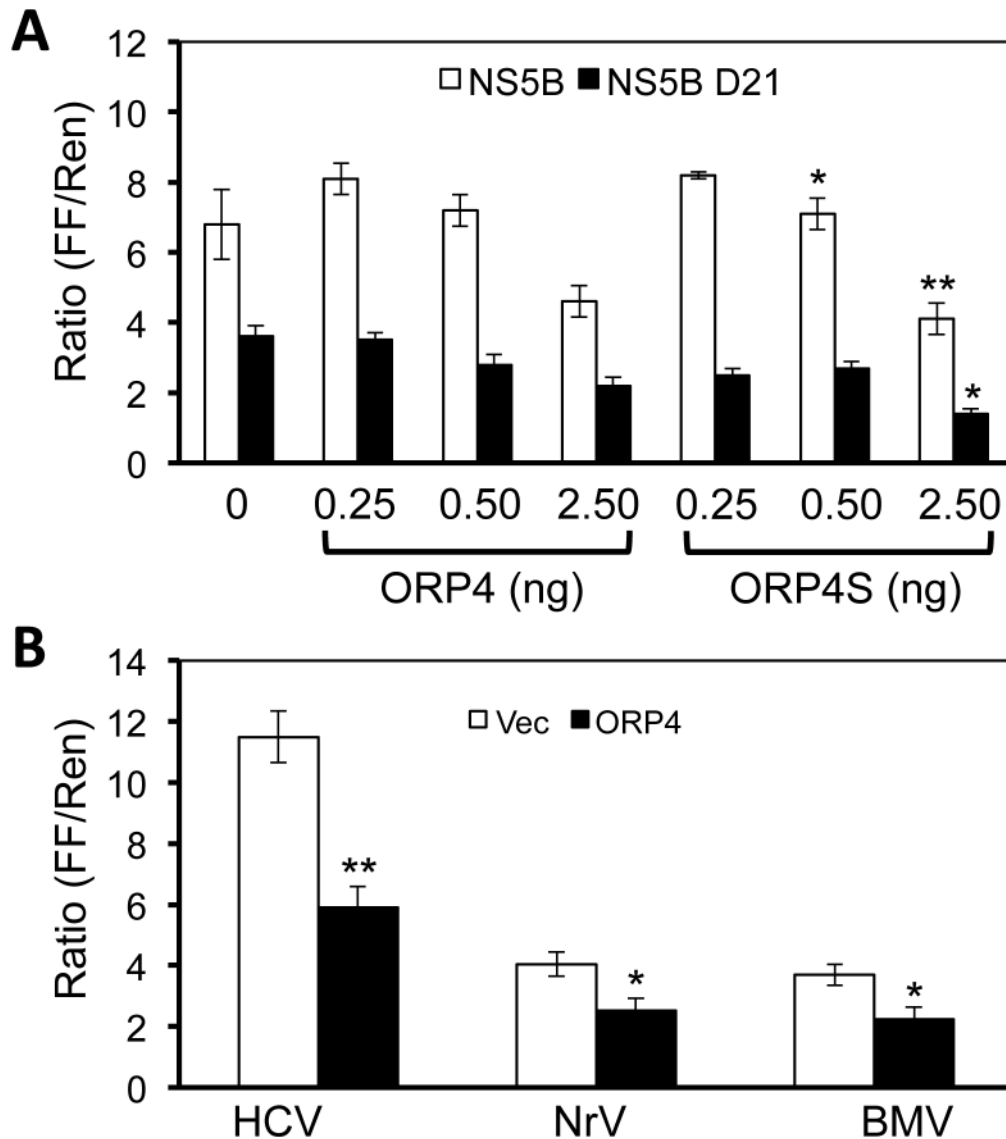 A
12
10
8
6
4
2
0
Ratio (FF/Ren)
NS5B NS5B D21
*
**
*
0 0.25 0.50 2.50 0.25 0.50 2.50
ORP4 (ng) ORP4S (ng)
B
14
12
10
8
6
4
2
0
Ratio (FF/Ren)
Vec ORP4
**
*
*
HCV NrV BMV